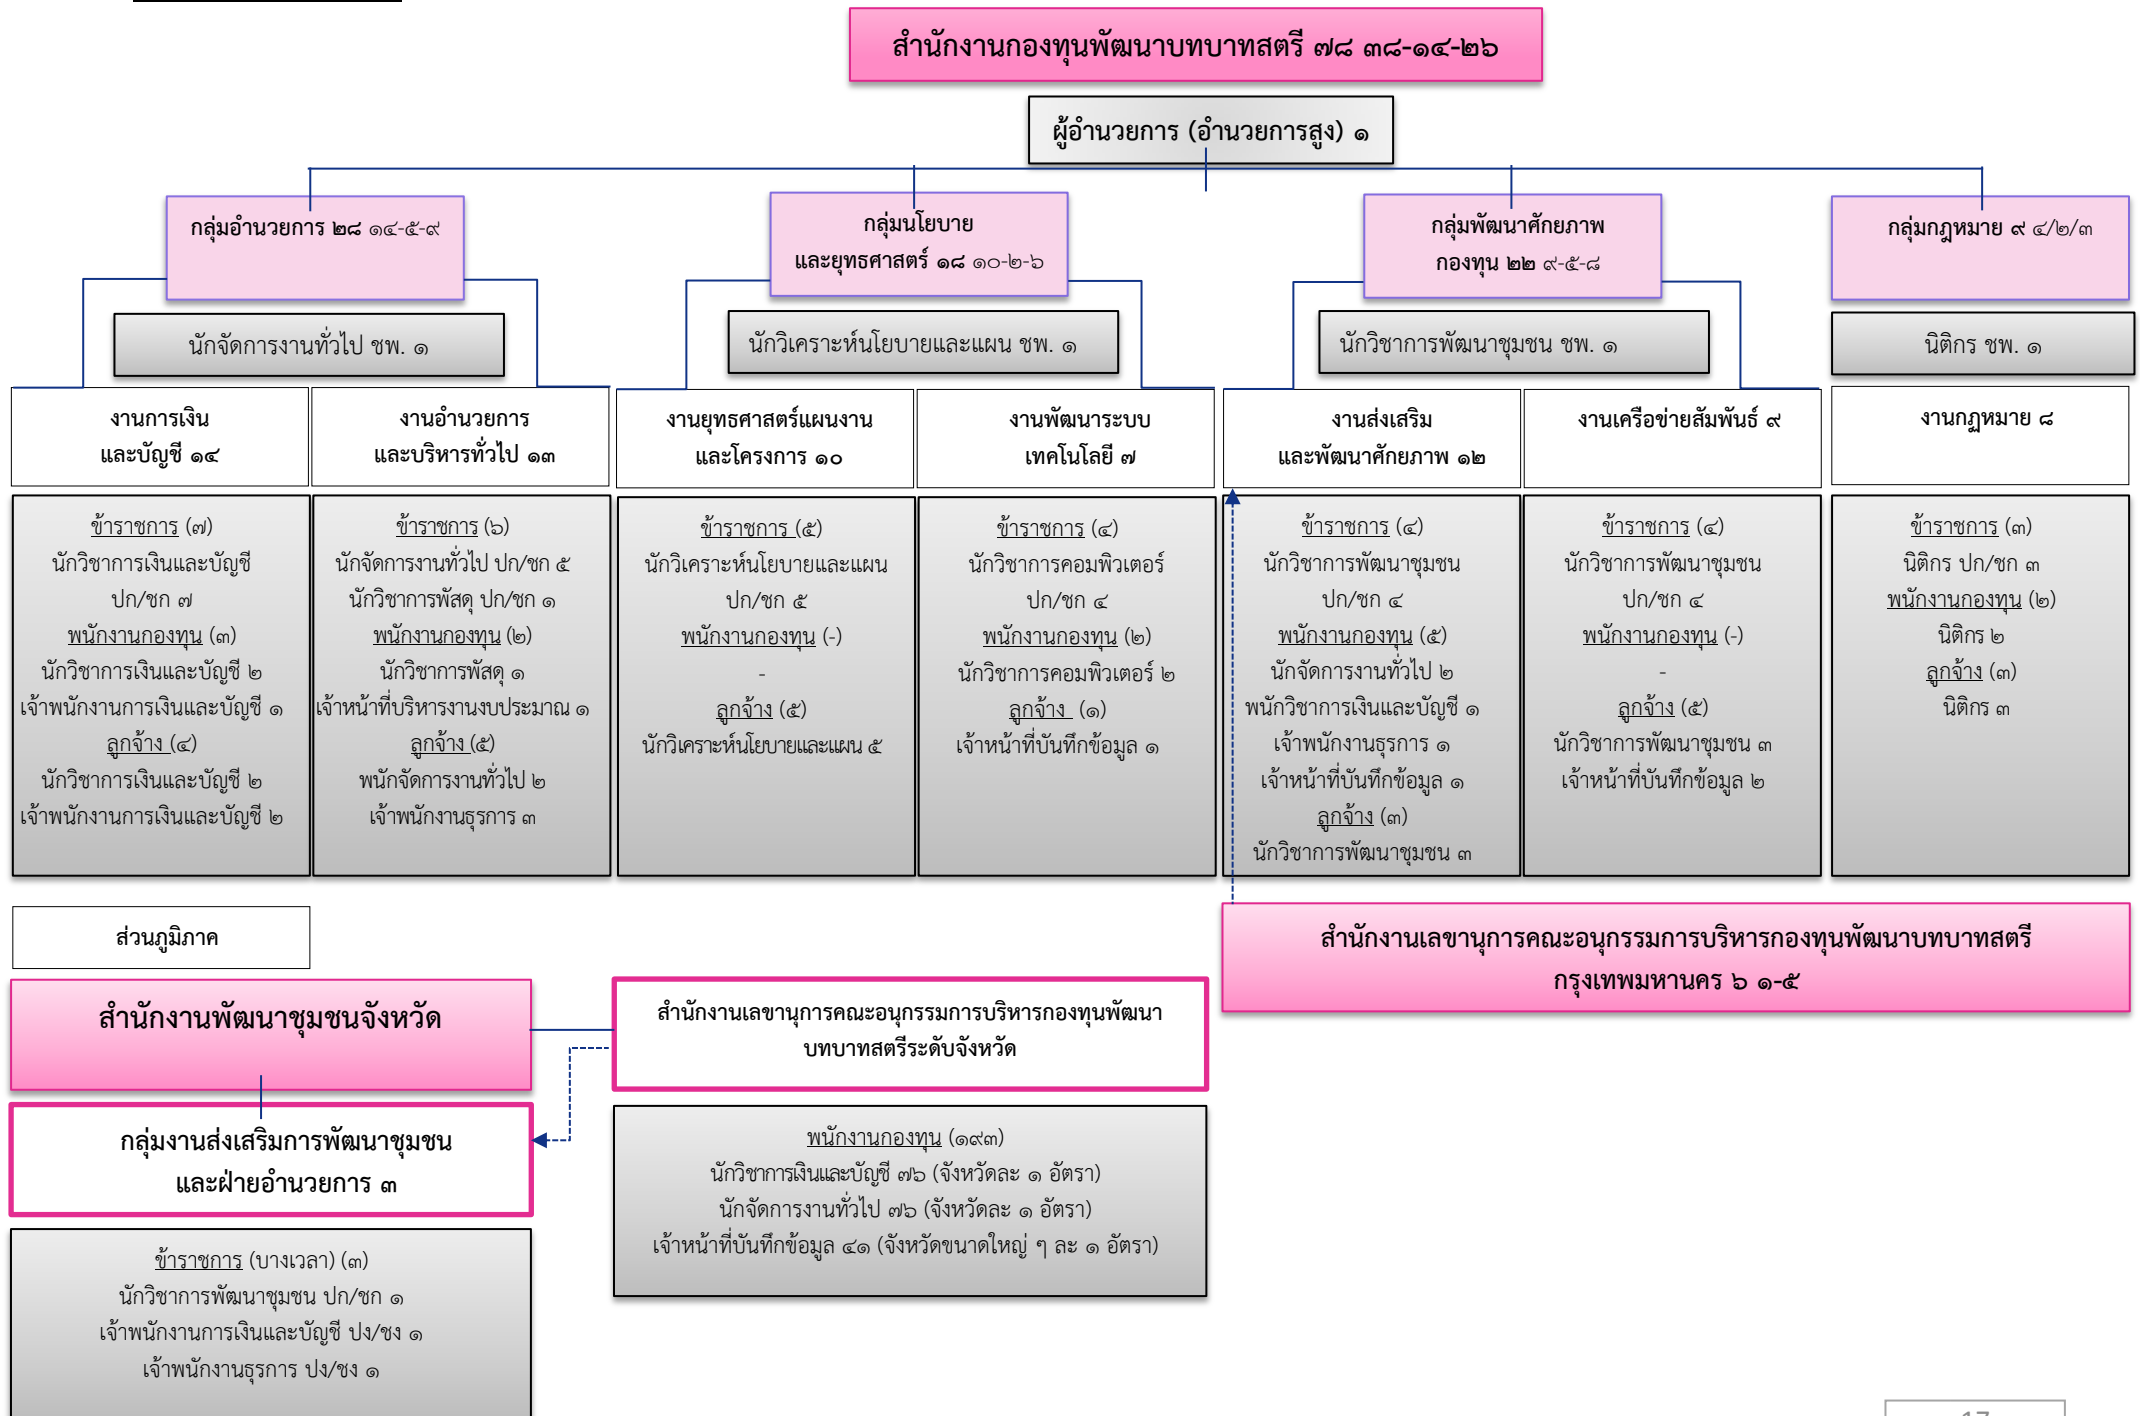 สำนักงานกองทุนพัฒนาบทบาทสตรี ๗๘ ๓๘-๑๔-๒๖
ผู้อำนวยการ (อำนวยการสูง) ๑
กลุ่มอำนวยการ ๒๘ ๑๔-๕-๙
นักจัดการงานทั่วไป ชพ. ๑
กลุ่มนโยบาย
และยุทธศาสตร์ ๑๘ ๑๐-๒-๖
นักวิเคราะห์นโยบายและแผน ชพ. ๑
กลุ่มพัฒนาศักยภาพ
กองทุน ๒๒ ๙-๕-๘
นักวิชาการพัฒนาชุมชน ชพ. ๑
กลุ่มกฎหมาย ๙ ๔/๒/๓
นิติกร ชพ. ๑
งานการเงิน
และบัญชี ๑๔
ข้าราชการ (๗)
นักวิชาการเงินและบัญชี
ปก/ชก ๗
พนักงานกองทุน (๓)
นักวิชาการเงินและบัญชี ๒
เจ้าพนักงานการเงินและบัญชี ๑
ลูกจ้าง (๔)
นักวิชาการเงินและบัญชี ๒
เจ้าพนักงานการเงินและบัญชี ๒
งานอำนวยการ
และบริหารทั่วไป ๑๓
ข้าราชการ (๖)
นักจัดการงานทั่วไป ปก/ชก ๕
นักวิชาการพัสดุ ปก/ชก ๑
พนักงานกองทุน (๒)
นักวิชาการพัสดุ ๑
เจ้าหน้าที่บริหารงานงบประมาณ ๑
ลูกจ้าง (๕)
พนักจัดการงานทั่วไป ๒
เจ้าพนักงานธุรการ ๓
งานยุทธศาสตร์แผนงาน
และโครงการ ๑๐
ข้าราชการ (๕)
นักวิเคราะห์นโยบายและแผน
ปก/ชก ๕
พนักงานกองทุน (-)
-
ลูกจ้าง (๕)
นักวิเคราะห์นโยบายและแผน ๕
งานพัฒนาระบบ
เทคโนโลยี ๗
ข้าราชการ (๔)
นักวิชาการคอมพิวเตอร์
ปก/ชก ๔
พนักงานกองทุน (๒)
นักวิชาการคอมพิวเตอร์ ๒
ลูกจ้าง (๑)
เจ้าหน้าที่บันทึกข้อมูล ๑
งานส่งเสริม
และพัฒนาศักยภาพ ๑๒
ข้าราชการ (๔)
นักวิชาการพัฒนาชุมชน
ปก/ชก ๔
พนักงานกองทุน (๕)
นักจัดการงานทั่วไป ๒
พนักวิชาการเงินและบัญชี ๑
เจ้าพนักงานธุรการ ๑
เจ้าหน้าที่บันทึกข้อมูล ๑
ลูกจ้าง (๓)
นักวิชาการพัฒนาชุมชน ๓
งานเครือข่ายสัมพันธ์ ๙
ข้าราชการ (๔)
นักวิชาการพัฒนาชุมชน
ปก/ชก ๔
พนักงานกองทุน (-)
-
ลูกจ้าง (๕)
นักวิชาการพัฒนาชุมชน ๓
เจ้าหน้าที่บันทึกข้อมูล ๒
งานกฏหมาย ๘
ข้าราชการ (๓)
นิติกร ปก/ชก ๓
พนักงานกองทุน (๒)
นิติกร ๒
ลูกจ้าง (๓)
นิติกร ๓
สำนักงานเลขานุการคณะอนุกรรมการบริหารกองทุนพัฒนาบทบาทสตรี
กรุงเทพมหานคร ๖ ๑-๕
ส่วนภูมิภาค
สำนักงานพัฒนาชุมชนจังหวัด
กลุ่มงานส่งเสริมการพัฒนาชุมชน
และฝ่ายอำนวยการ ๓
ข้าราชการ (บางเวลา) (๓)
นักวิชาการพัฒนาชุมชน ปก/ชก ๑
เจ้าพนักงานการเงินและบัญชี ปง/ชง ๑
เจ้าพนักงานธุรการ ปง/ชง ๑
สำนักงานเลขานุการคณะอนุกรรมการบริหารกองทุนพัฒนา
บทบาทสตรีระดับจังหวัด
พนักงานกองทุน (๑๙๓)
นักวิชาการเงินและบัญชี ๗๖ (จังหวัดละ ๑ อัตรา)
นักจัดการงานทั่วไป ๗๖ (จังหวัดละ ๑ อัตรา)
เจ้าหน้าที่บันทึกข้อมูล ๔๑ (จังหวัดขนาดใหญ่ ๆ ละ ๑ อัตรา)
17